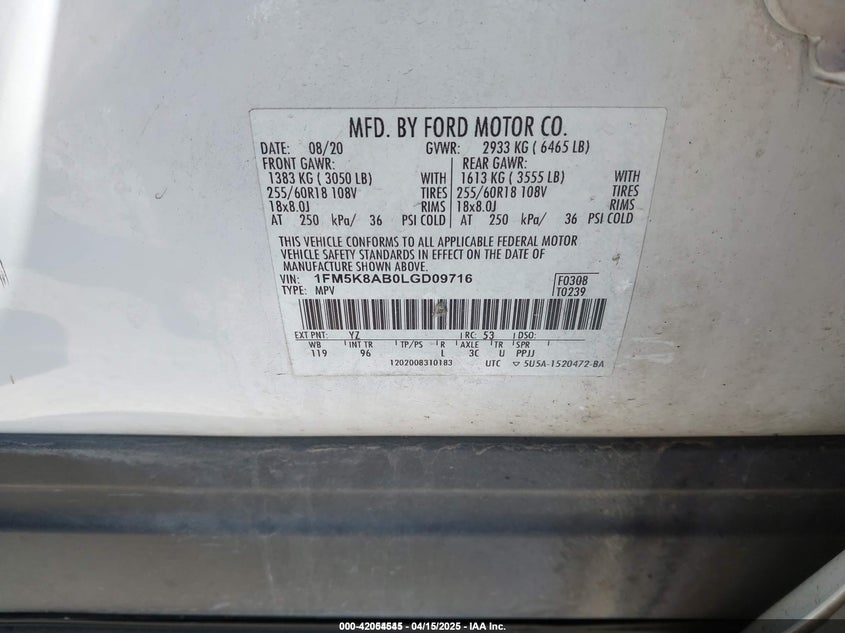 MFD. BY FORD MOTOR CO.
DATE: 08/20 GVWR: 2933 KG ( 6465 LB)
FRONT GAWR: REAR GAWR:
1383 KG ( 3050 LB) WITH 1613 KG ( 3555 LB) WITH
255/60R18 108V TIRES 255/60R18 108V TIRES
18x8.0J RIMS 18x8.0J RIMS
AT 250 kPa/ 36 PSI COLD AT 250 kPa/ 36 PSI COLD
THIS VEHICLE CONFORMS TO ALL APPLICABLE FEDERAL MOTOR
VEHICLE SAFETY STANDARDS IN EFFECT ON THE DATE OF
MANUFACTURE SHOWN ABOVE.
VIN: 1FM5K8AB0LGD09716 F0308
TYPE: MPV T0239
EXT PNT: YZ RC: 53 DSO:
WB INT TR TP/PS R AXLE TR SPR
119 96 L 3C U PPJJ
1202008310183 UTC ▽ 5U5A-1520472-BA
04/15/2025 - IAA Inc.